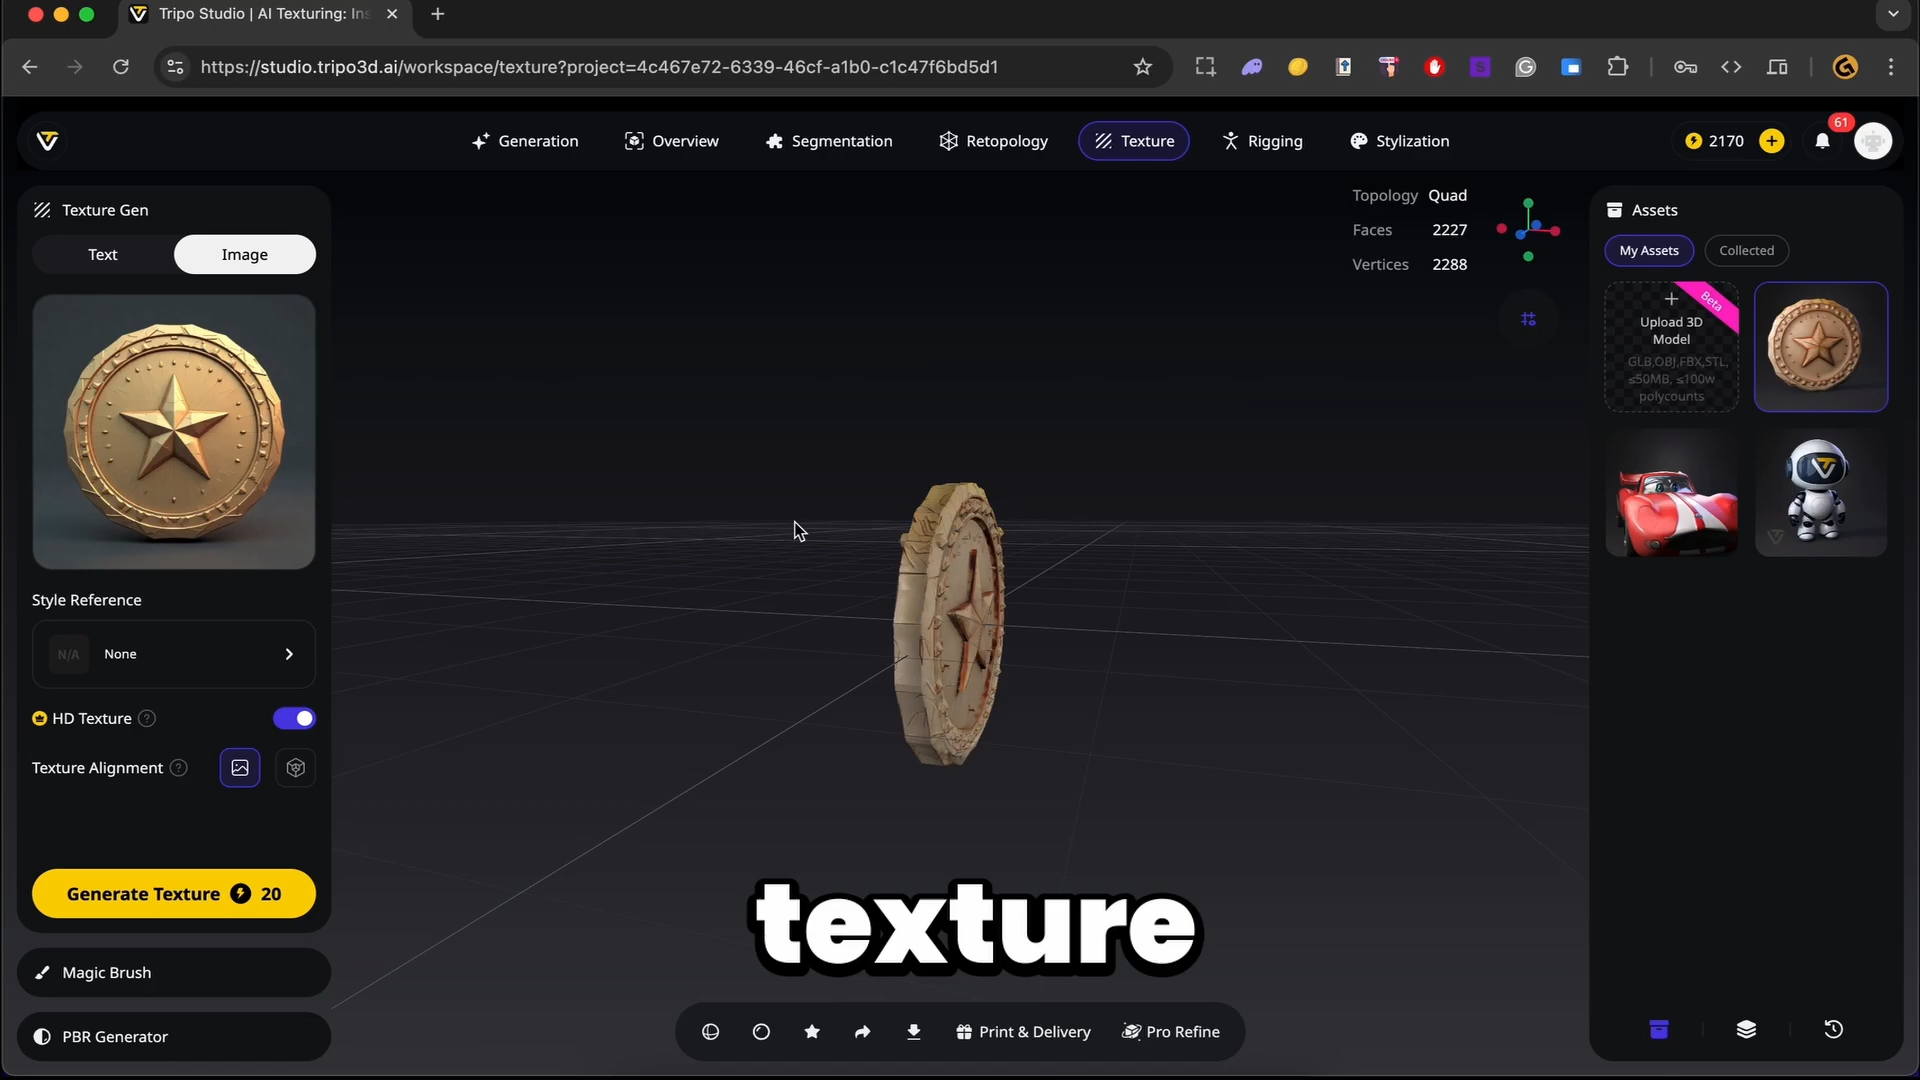 Tripo Studio | AI Texturing: Ins
https://studio.tripo3d.ai/workspace/texture?project=4c467e72-6339-46cf-a1b0-c1c47f6bd5d1
Generation
Overview
Segmentation
Retopology
Texture
Rigging
Stylization
2170
61
Texture Gen
Text
Image
Style Reference
N/A
None
HD Texture
Texture Alignment
Generate Texture 20
Magic Brush
PBR Generator
Topology Quad
Faces 2227
Vertices 2288
texture
Print & Delivery
Pro Refine
Assets
My Assets
Collected
Beta
Upload 3D
Model
GLB,OBJ,FBX,STL,
≤50MB, ≤100w
polycounts